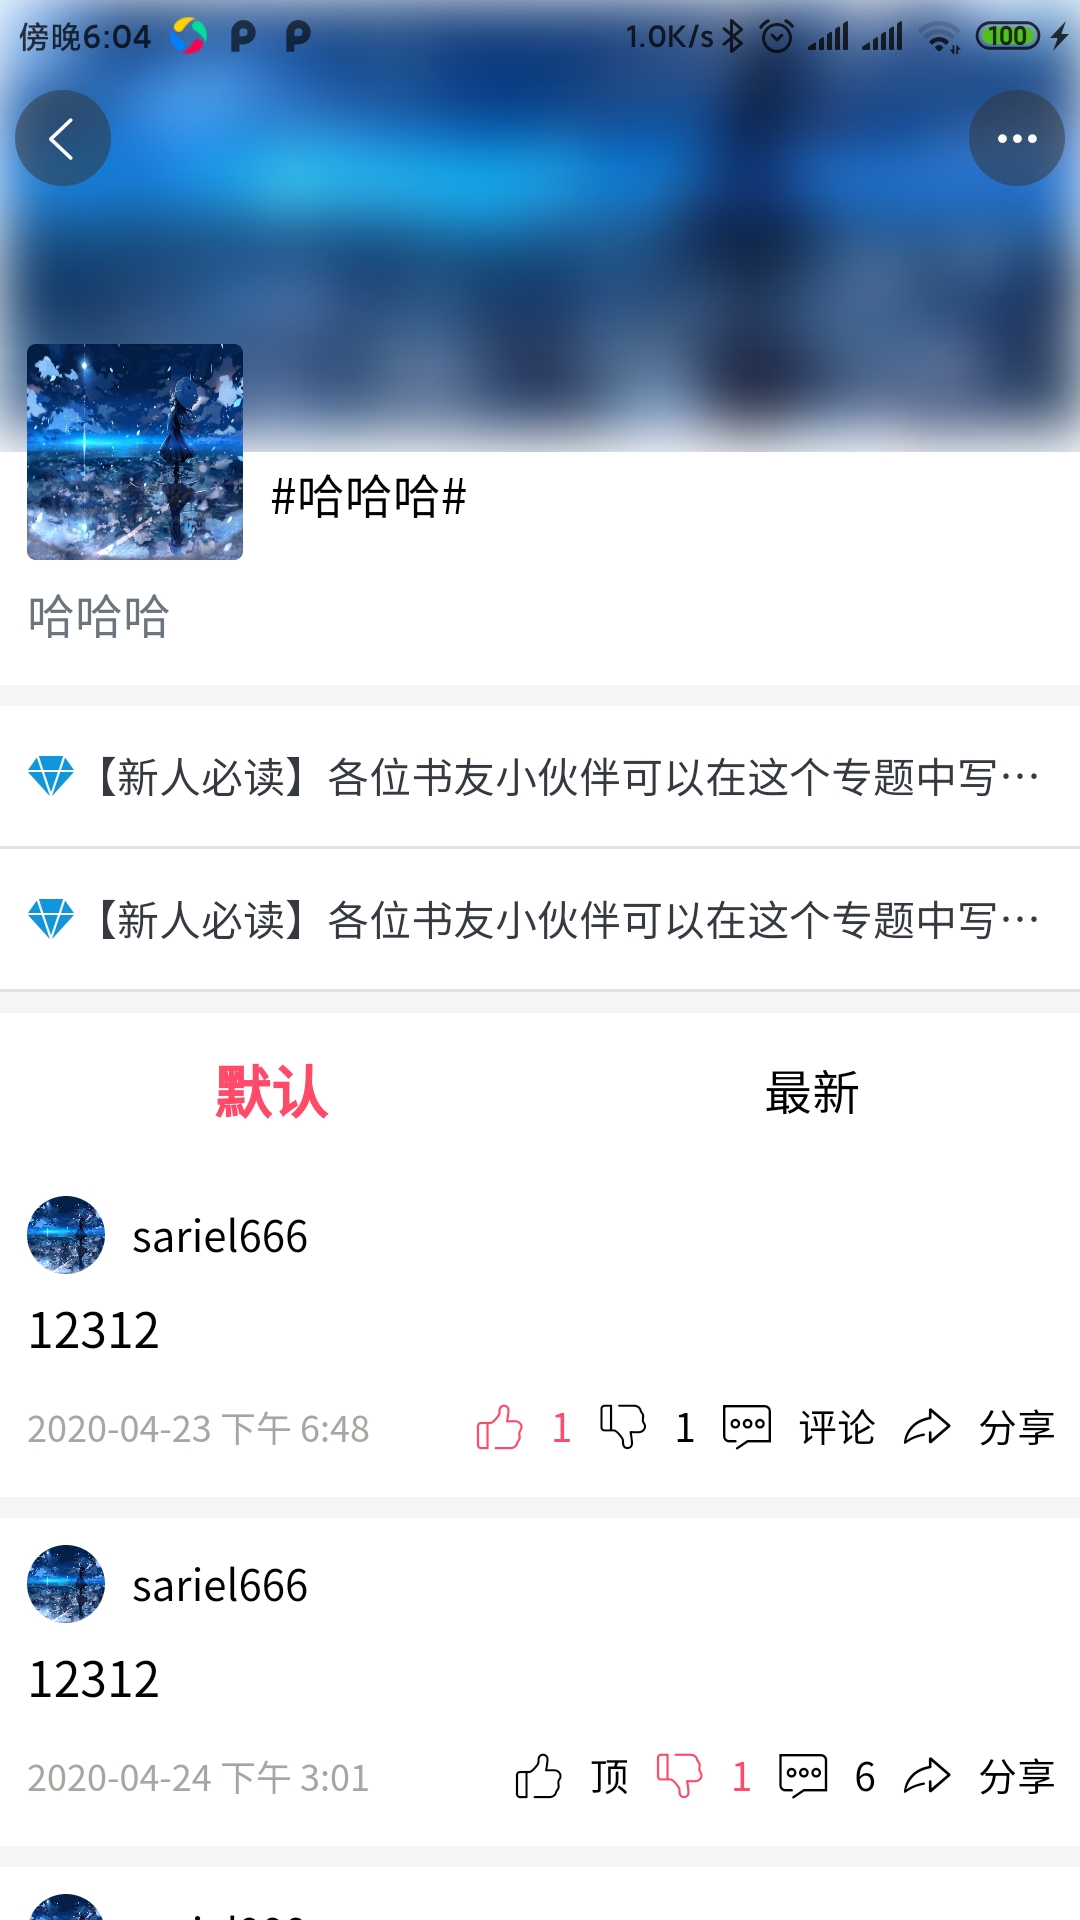 傍晚6:04 1.0K/s 100
#哈哈哈#
哈哈哈
【新人必读】各位书友小伙伴可以在这个专题中写…
【新人必读】各位书友小伙伴可以在这个专题中写…
默认 最新
sariel666
12312
2020-04-23 下午 6:48 1 1 评论 分享
sariel666
12312
2020-04-24 下午 3:01 顶 1 6 分享